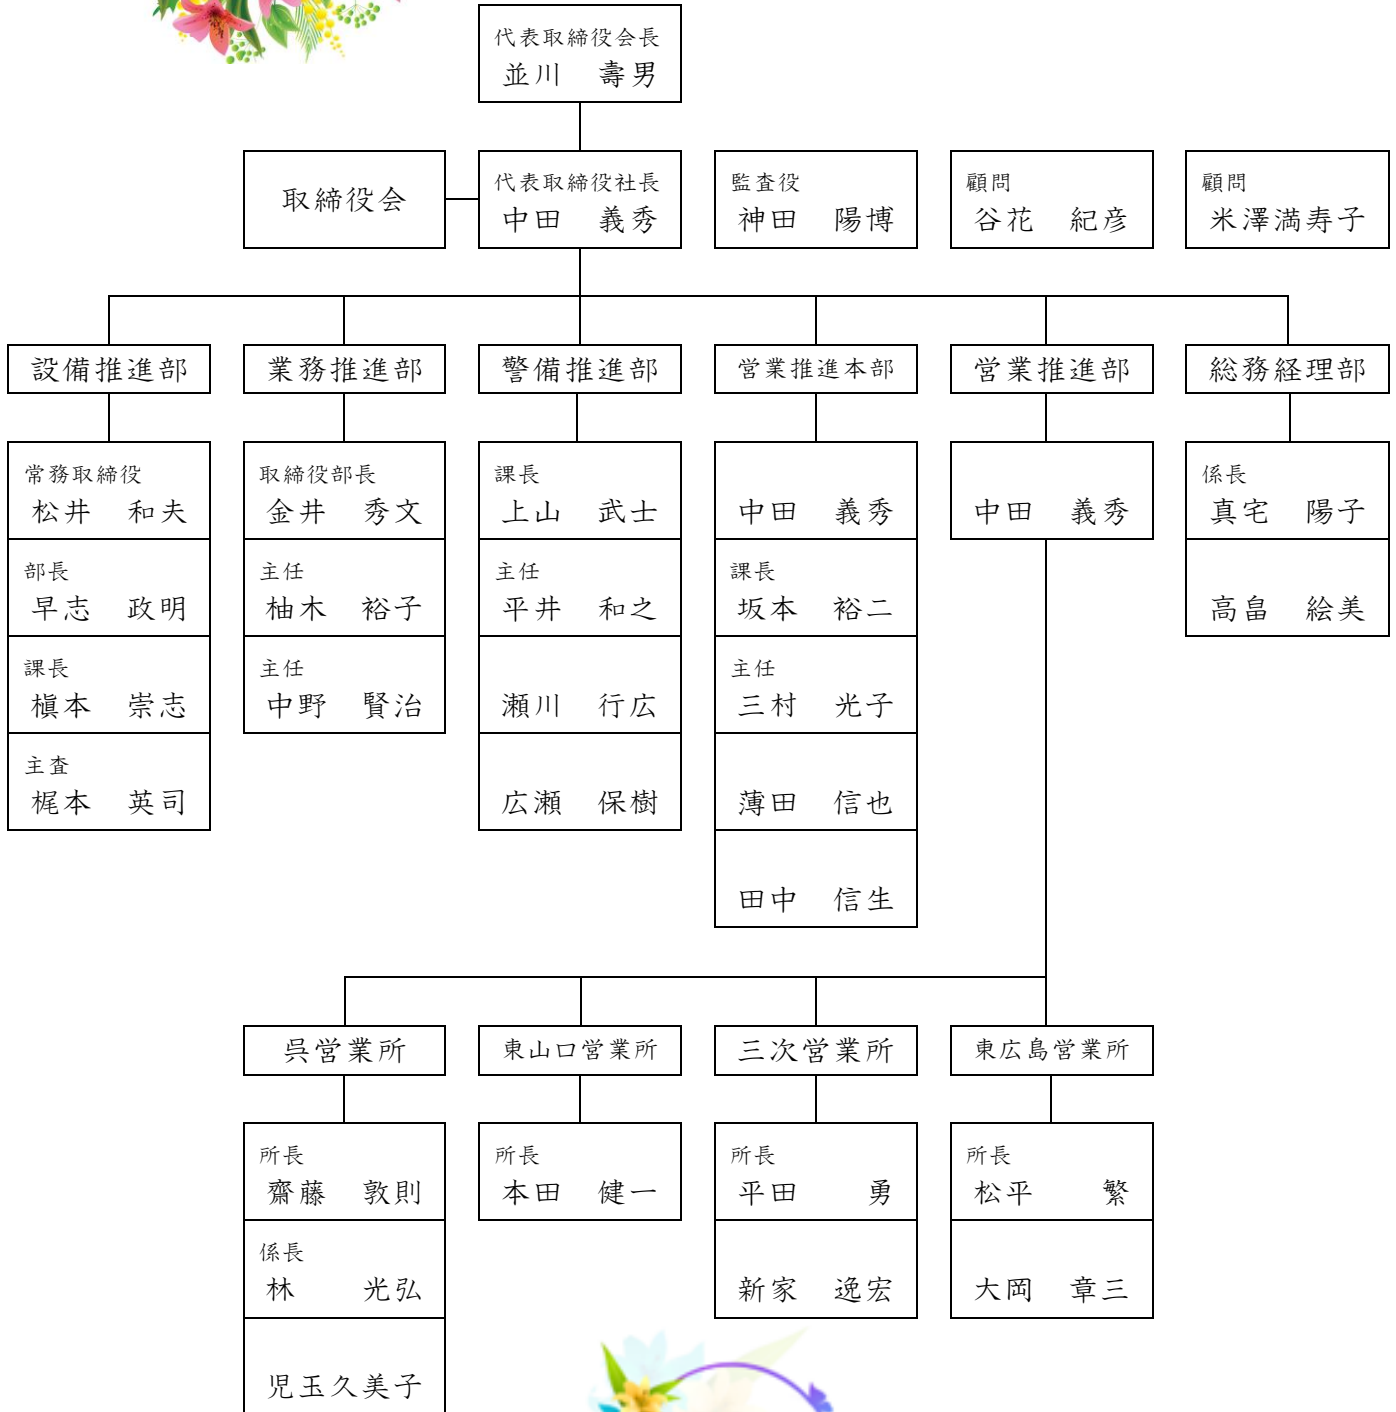 代表取締役会長
並川　壽男
取締役会
代表取締役社長
中田　義秀
監査役
神田　陽博
顧問
谷花　紀彦
顧問
米澤満寿子
設備推進部
業務推進部
警備推進部
営業推進本部
営業推進部
総務経理部
常務取締役
松井　和夫
部長
早志　政明
課長
槇本　崇志
主査
梶本　英司
取締役部長
金井　秀文
主任
柚木　裕子
主任
中野　賢治
課長
上山　武士
主任
平井　和之
瀬川　行広
広瀬　保樹
中田　義秀
課長
坂本　裕二
主任
三村　光子
薄田　信也
田中　信生
中田　義秀
係長
真宅　陽子
高畠　絵美
呉営業所
東山口営業所
三次営業所
東広島営業所
所長
齋藤　敦則
係長
林　　光弘
児玉久美子
所長
本田　健一
所長
平田　　勇
新家　逸宏
所長
松平　　繁
大岡　章三